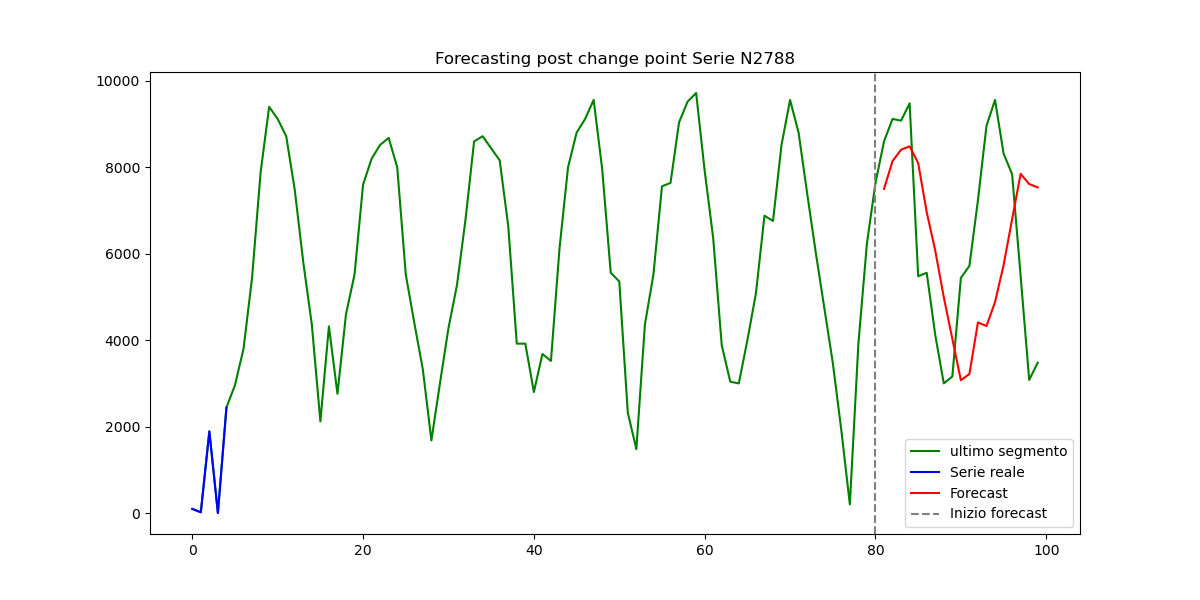 Forecasting post change point Serie N2788
10000
8000
6000
4000
2000
0
0 20 40 60 80 100
ultimo segmento
Serie reale
Forecast
Inizio forecast